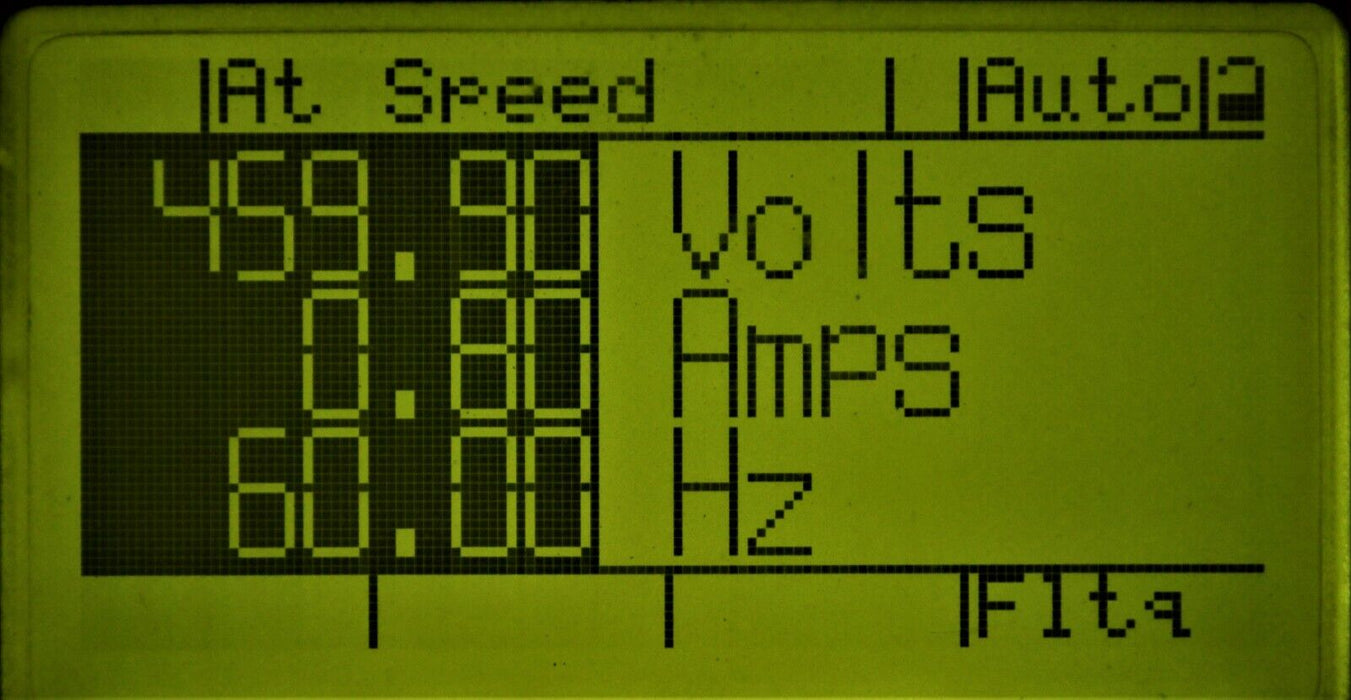 At Speed Auto
459.90 Volts
0.80 Amps
60.00 Hz
Fltq